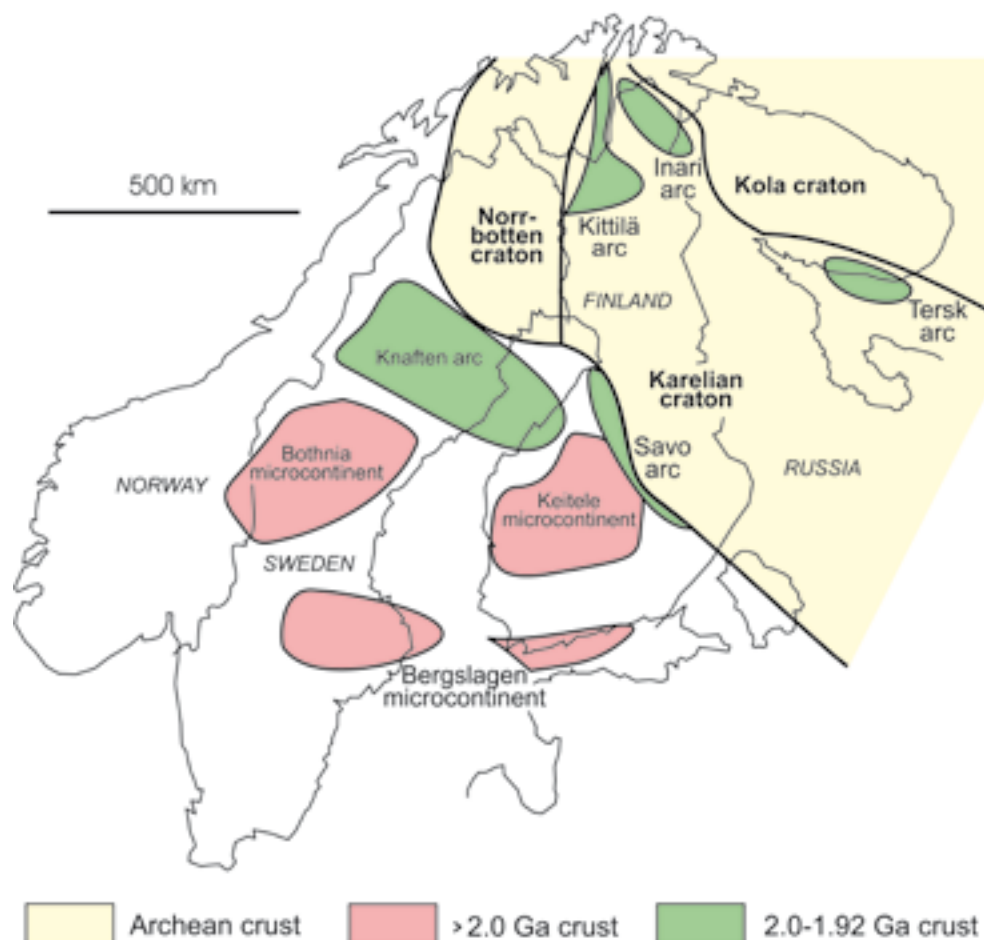 500 km
Inari
arc
Kola craton
Norr-
botten
craton
Kittilä
arc
FINLAND
Tersk
arc
Knaften arc
Karelian
craton
Bothnia
microcontinent
Savo
arc
RUSSIA
NORWAY
Keitele
microcontinent
SWEDEN
Bergslagen
microcontinent
Archean crust
>2.0 Ga crust
2.0-1.92 Ga crust